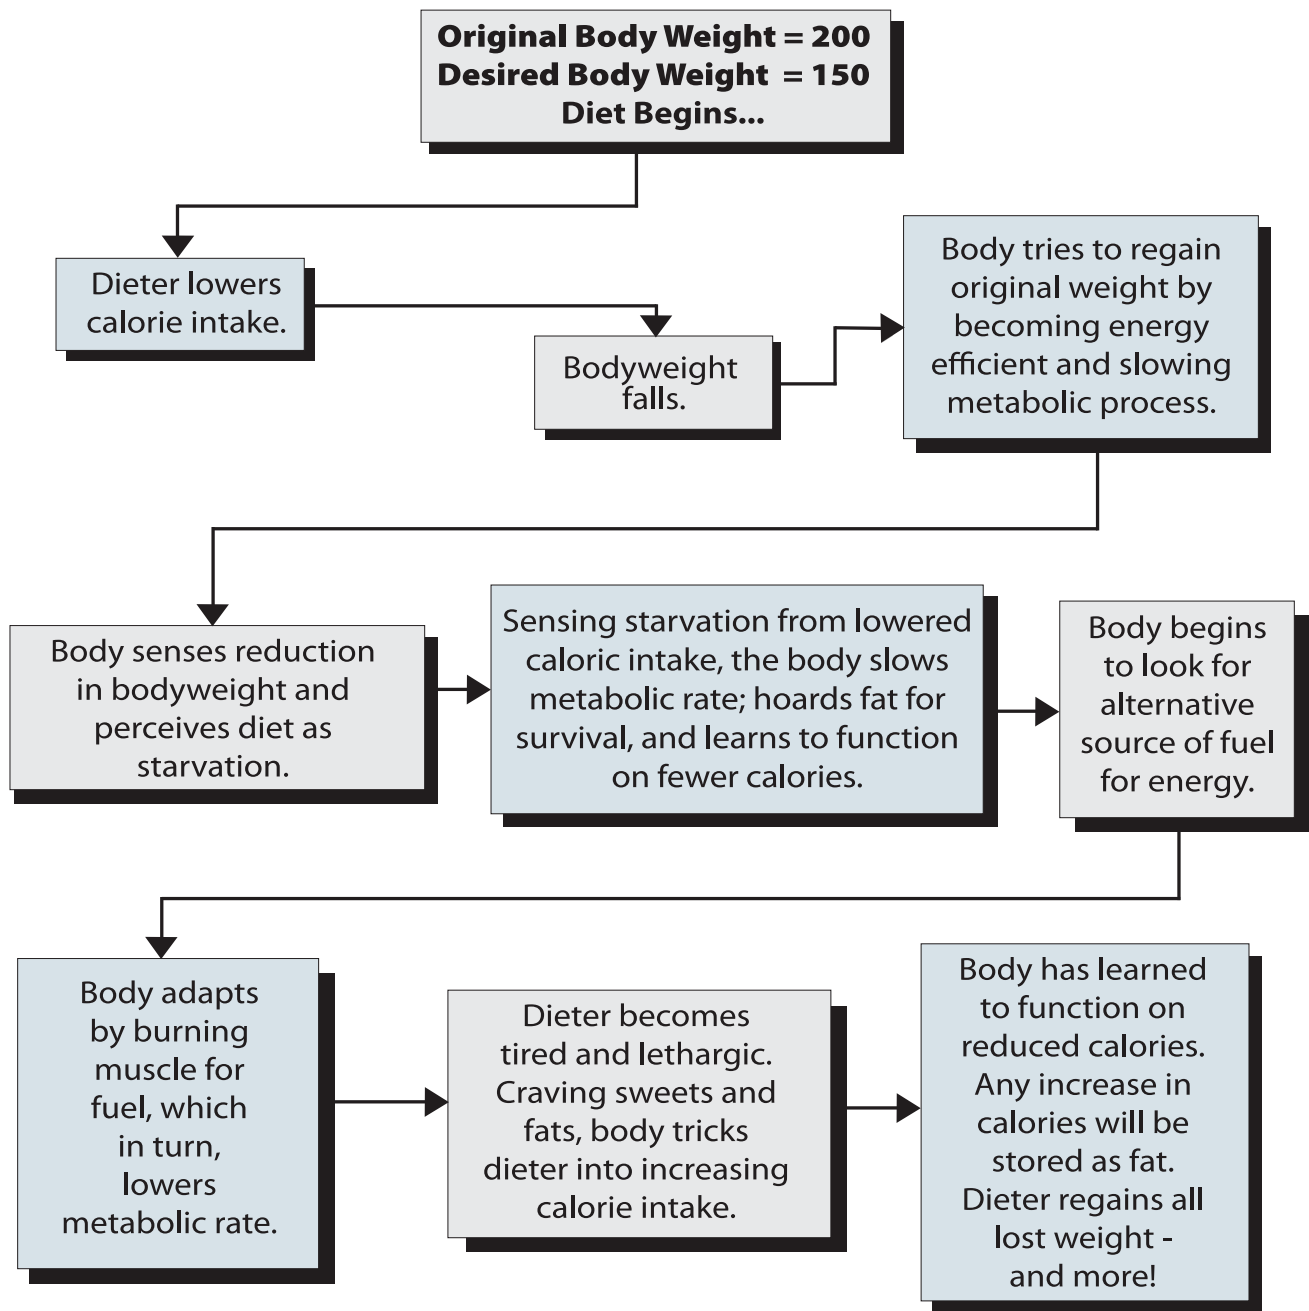 Original Body Weight = 200
Desired Body Weight = 150
Diet Begins...
Dieter lowers
calorie intake.
Bodyweight
falls.
Body tries to regain
original weight by
becoming energy
efficient and slowing
metabolic process.
Body senses reduction
in bodyweight and
perceives diet as
starvation.
Sensing starvation from lowered
caloric intake, the body slows
metabolic rate; hoards fat for
survival, and learns to function
on fewer calories.
Body begins
to look for
alternative
source of fuel
for energy.
Body adapts
by burning
muscle for
fuel, which
in turn,
lowers
metabolic rate.
Dieter becomes
tired and lethargic.
Craving sweets and
fats, body tricks
dieter into increasing
calorie intake.
Body has learned
to function on
reduced calories.
Any increase in
calories will be
stored as fat.
Dieter regains all
lost weight -
and more!